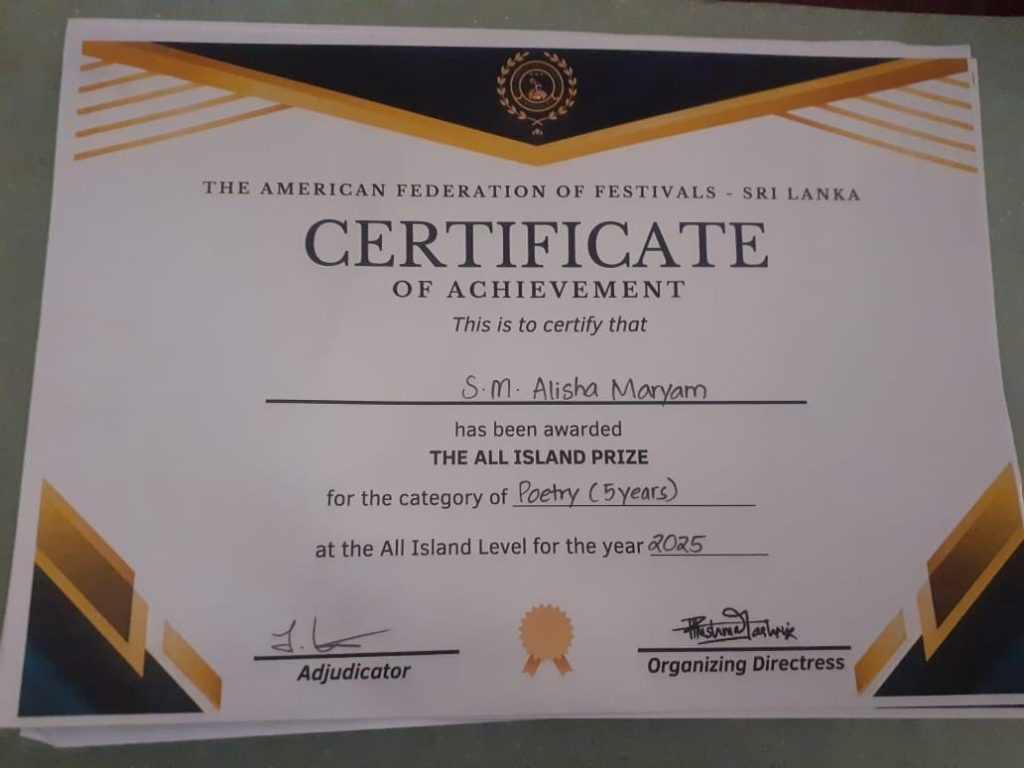 THE AMERICAN FEDERATION OF FESTIVALS - SRI LANKA
CERTIFICATE
OF ACHIEVEMENT
This is to certify that
S.M. Alisha Maryam
has been awarded
THE ALL ISLAND PRIZE
for the category of Poetry (5years)
at the All Island Level for the year 2025
Adjudicator
Organizing Directress